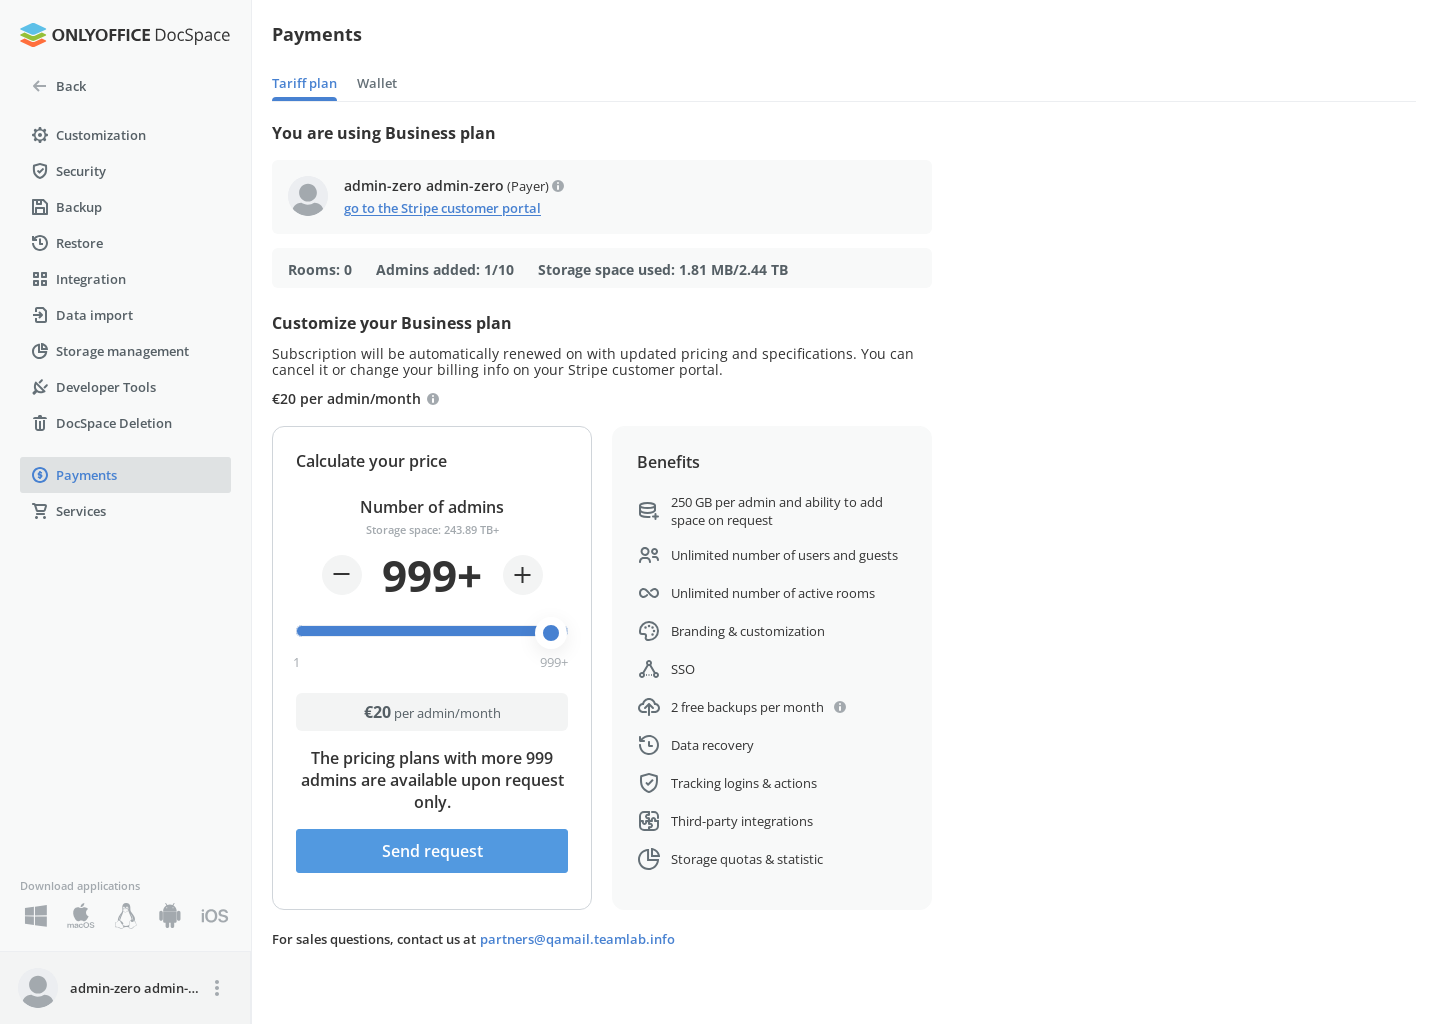 ONLYOFFICE DocSpace
Back
Customization
Security
Backup
Restore
Integration
Data import
Storage management
Developer Tools
DocSpace Deletion
Payments
Services
Download applications
macOS
iOS
admin-zero admin-...
Payments
Tariff plan
Wallet
You are using Business plan
admin-zero admin-zero (Payer)
go to the Stripe customer portal
Rooms: 0 Admins added: 1/10 Storage space used: 1.81 MB/2.44 TB
Customize your Business plan
Subscription will be automatically renewed on with updated pricing and specifications. You can
cancel it or change your billing info on your Stripe customer portal.
€20 per admin/month
Calculate your price
Number of admins
Storage space: 243.89 TB+
999+
1
999+
€20 per admin/month
The pricing plans with more 999
admins are available upon request
only.
Send request
Benefits
250 GB per admin and ability to add
space on request
Unlimited number of users and guests
Unlimited number of active rooms
Branding & customization
SSO
2 free backups per month
Data recovery
Tracking logins & actions
Third-party integrations
Storage quotas & statistic
For sales questions, contact us at partners@qamail.teamlab.info